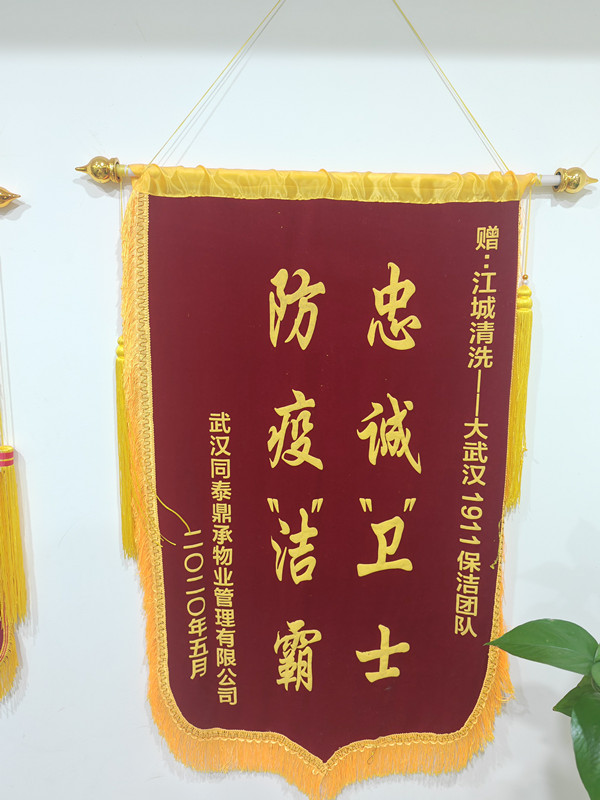 赠：江城清洗——大武汉1911保洁团队
忠诚"卫"士
防疫"洁"霸
武汉同泰鼎承物业管理有限公司
二〇二〇年五月